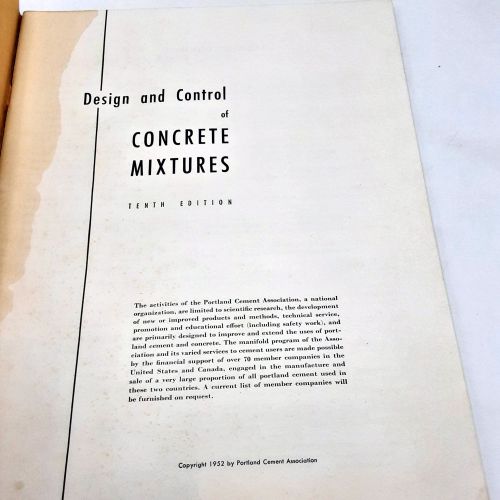 Design and Control
of
CONCRETE
MIXTURES
TENTH EDITION
The activities of the Portland Cement Association, a national
organization, are limited to scientific research, the development
of new or improved products and methods, technical service,
promotion and educational effort (including safety work), and
are primarily designed to improve and extend the uses of port-
land cement and concrete. The manifold program of the Asso-
ciation and its varied services to cement users are made possible
by the financial support of over 70 member companies in the
United States and Canada, engaged in the manufacture and
sale of a very large proportion of all portland cement used in
these two countries. A current list of member companies will
be furnished on request.
Copyright 1952 by Portland Cement Association